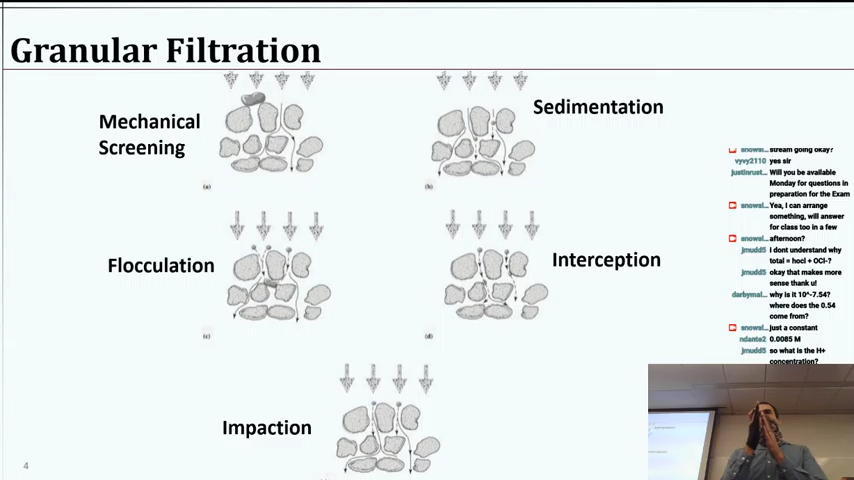 Granular Filtration
Mechanical
Screening
(a)
Sedimentation
(b)
Flocculation
(c)
Interception
(d)
Impaction
4
snowsl... stream going okay?
vyvy2110 yes sir
justinrust... Will you be available
Monday for questions in
preparation for the Exam
snowsl... Yea, I can arrange
something, will answer
for class too in a few
snowsl... afternoon?
jmudd5 I dont understand why
total = hocl + OCl-?
jmudd5 okay that makes more
sense thank u!
darbymal... why is it 10^-7.54?
where does the 0.54
come from?
snowsl... just a constant
ndante2 0.0085 M
jmudd5 so what is the H+
concentration?